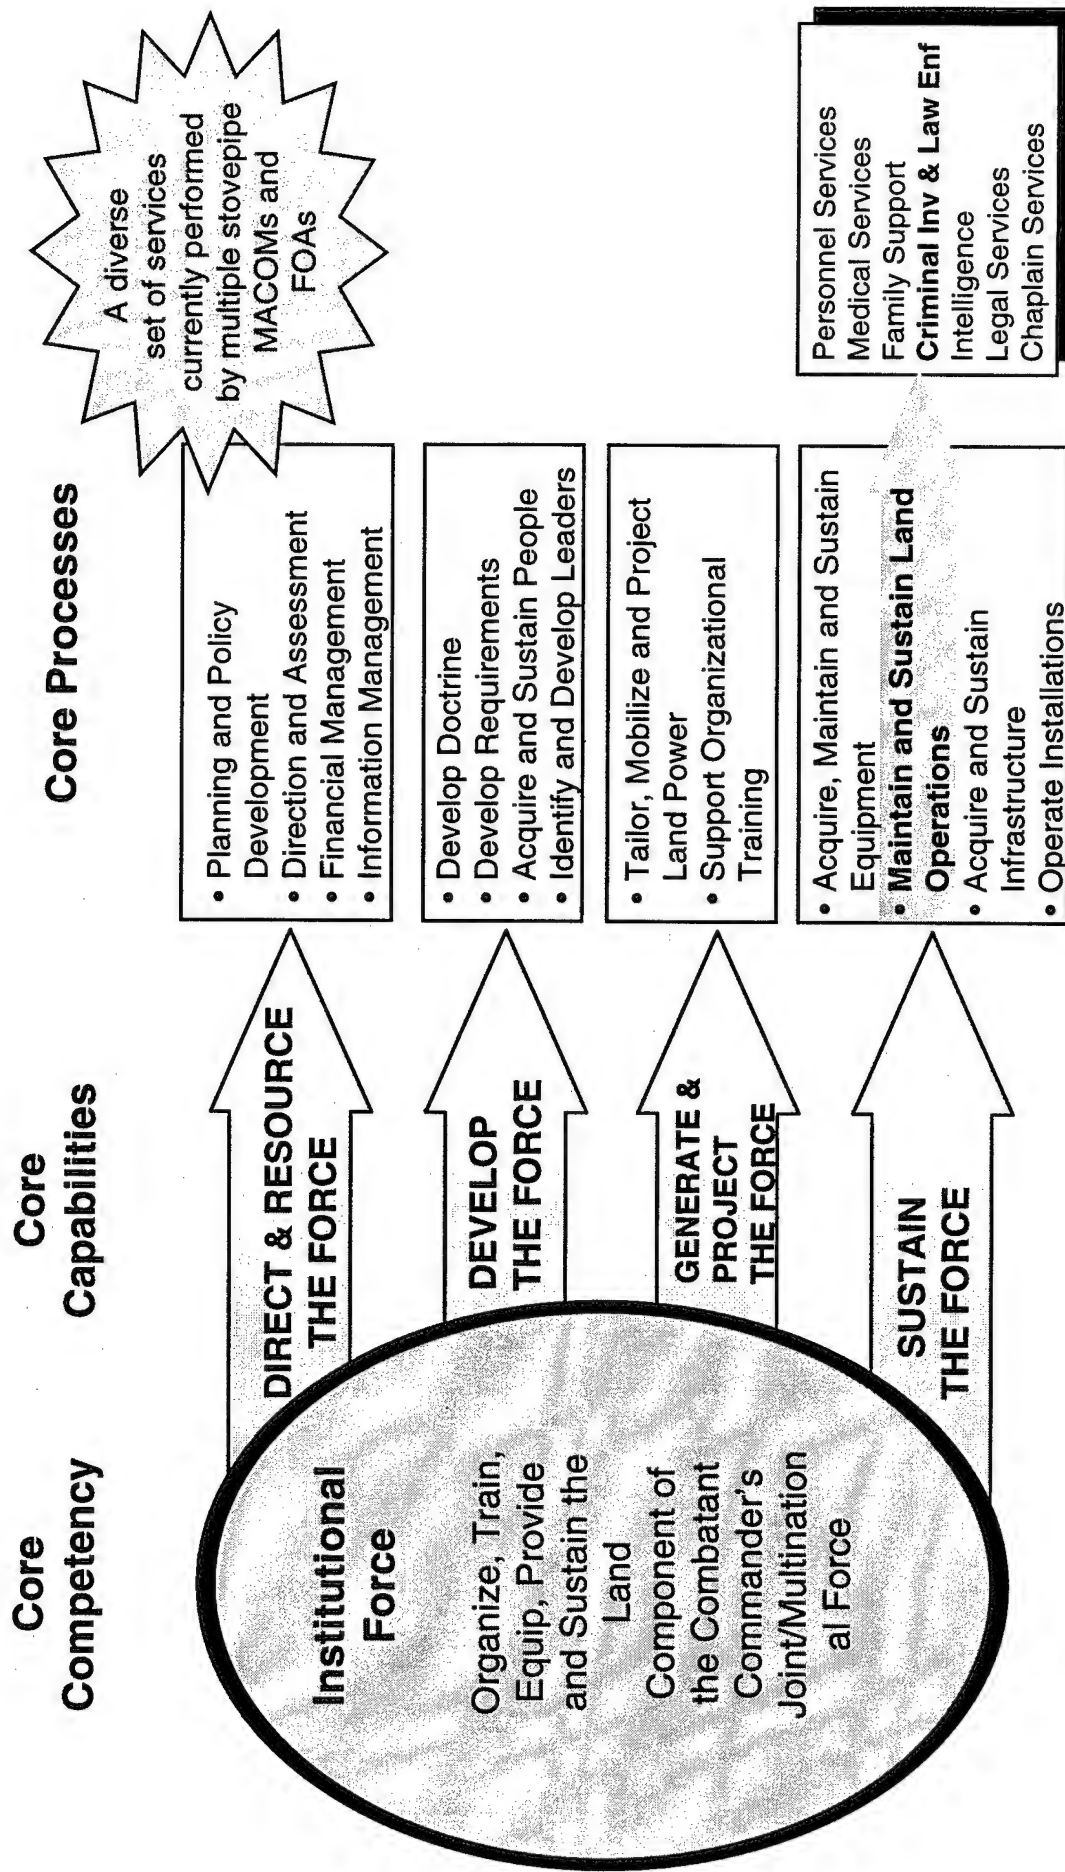 Core
Competency
Core
Capabilities
Core Processes
Institutional
Force
Organize, Train,
Equip, Provide
and Sustain the
Land
Component of
the Combatant
Commander's
Joint/Multination
al Force
DIRECT & RESOURCE
THE FORCE
DEVELOP
THE FORCE
GENERATE &
PROJECT
THE FORCE
SUSTAIN
THE FORCE
• Planning and Policy
Development
• Direction and Assessment
• Financial Management
• Information Management
• Develop Doctrine
• Develop Requirements
• Acquire and Sustain People
• Identify and Develop Leaders
• Tailor, Mobilize and Project
Land Power
• Support Organizational
Training
• Acquire, Maintain and Sustain
Equipment
• Maintain and Sustain Land
Operations
• Acquire and Sustain
Infrastructure
• Operate Installations
A diverse
set of services
currently performed
by multiple stovepipe
MACOMs and
FOAs
Personnel Services
Medical Services
Family Support
Criminal Inv & Law Enf
Intelligence
Legal Services
Chaplain Services